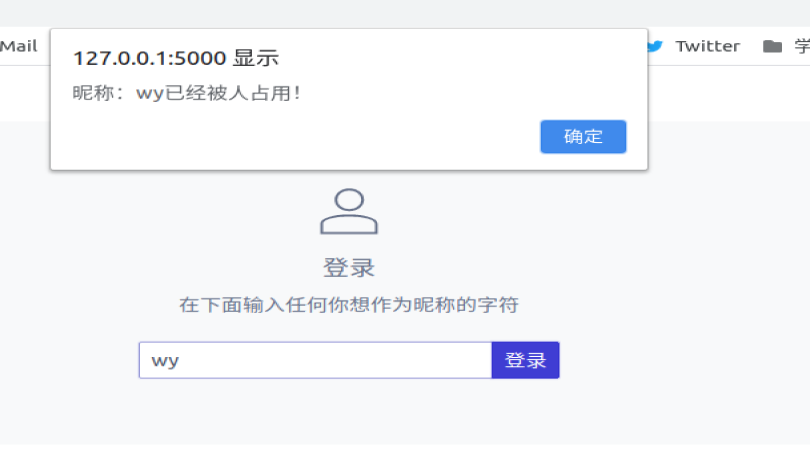 Mail
127.0.0.1:5000 显示
Twitter
学
昵称：wy已经被人占用！
确定
登录
在下面输入任何你想作为昵称的字符
wy
登录